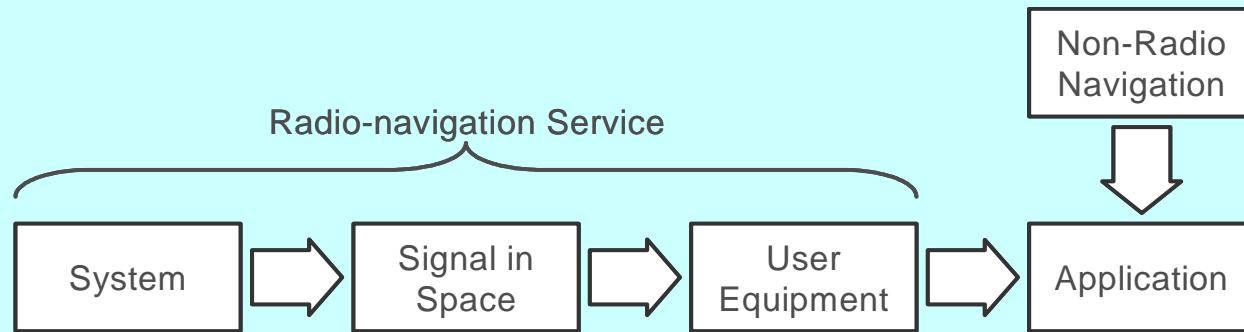 Non-Radio
Navigation
Radio-navigation Service
System
Signal in
Space
User
Equipment
Application